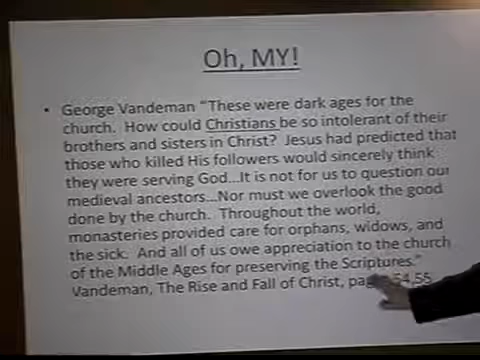 Oh, MY!
• George Vandeman "These were dark ages for the
church. How could Christians be so intolerant of their
brothers and sisters in Christ? Jesus had predicted that
those who killed His followers would sincerely think
they were serving God...It is not for us to question our
medieval ancestors...Nor must we overlook the good
done by the church. Throughout the world,
monasteries provided care for orphans, widows, and
the sick. And all of us owe appreciation to the church
of the Middle Ages for preserving the Scriptures."
Vandeman, The Rise and Fall of Christ, 54,55